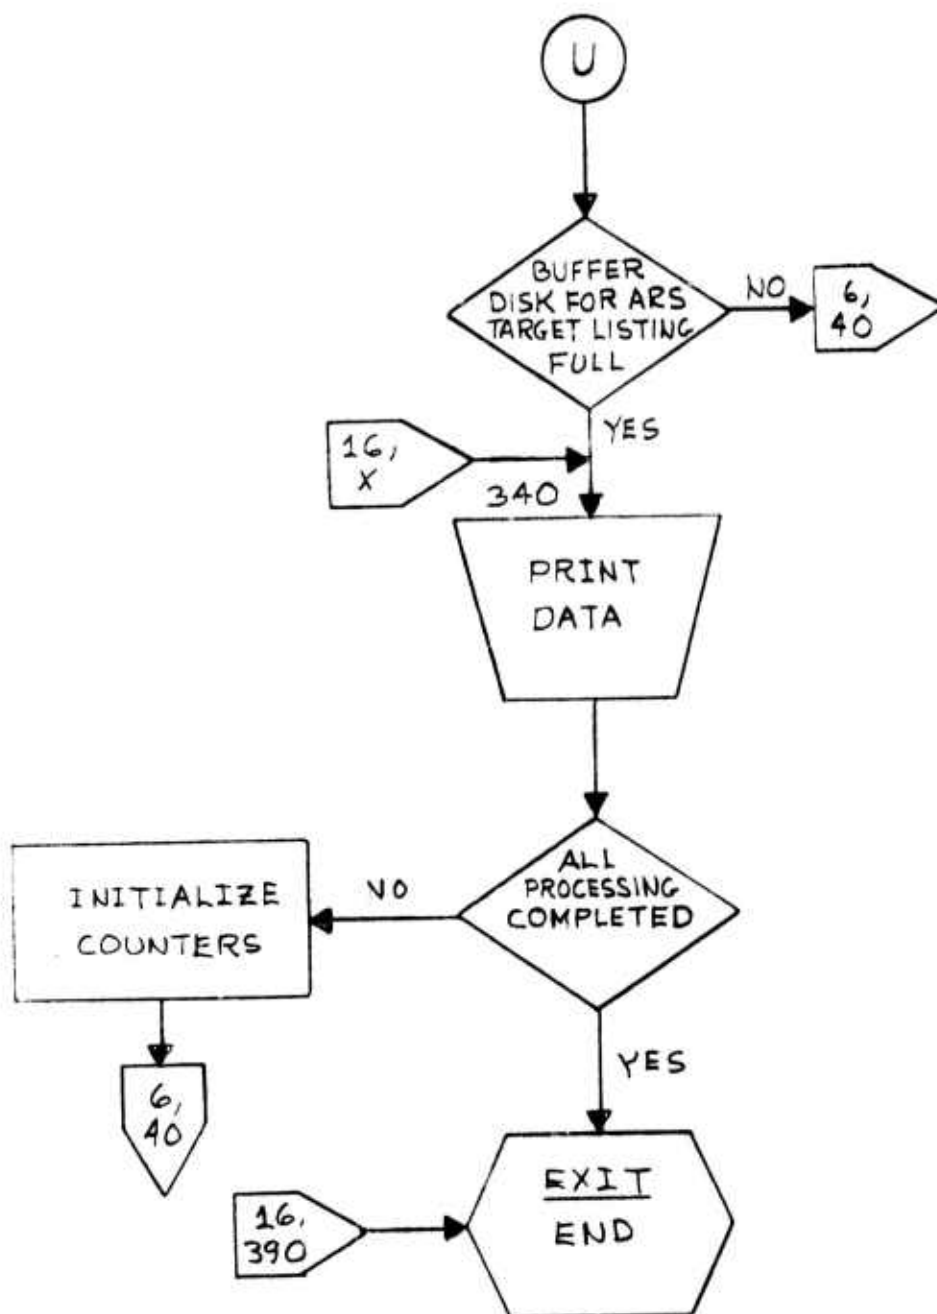 U
BUFFER
DISK FOR ARS
TARGET LISTING
FULL
NO
6,
40
YES
16,
X
340
PRINT
DATA
ALL
PROCESSING
COMPLETED
NO
INITIALIZE
COUNTERS
6,
40
YES
EXIT
END
16,
390